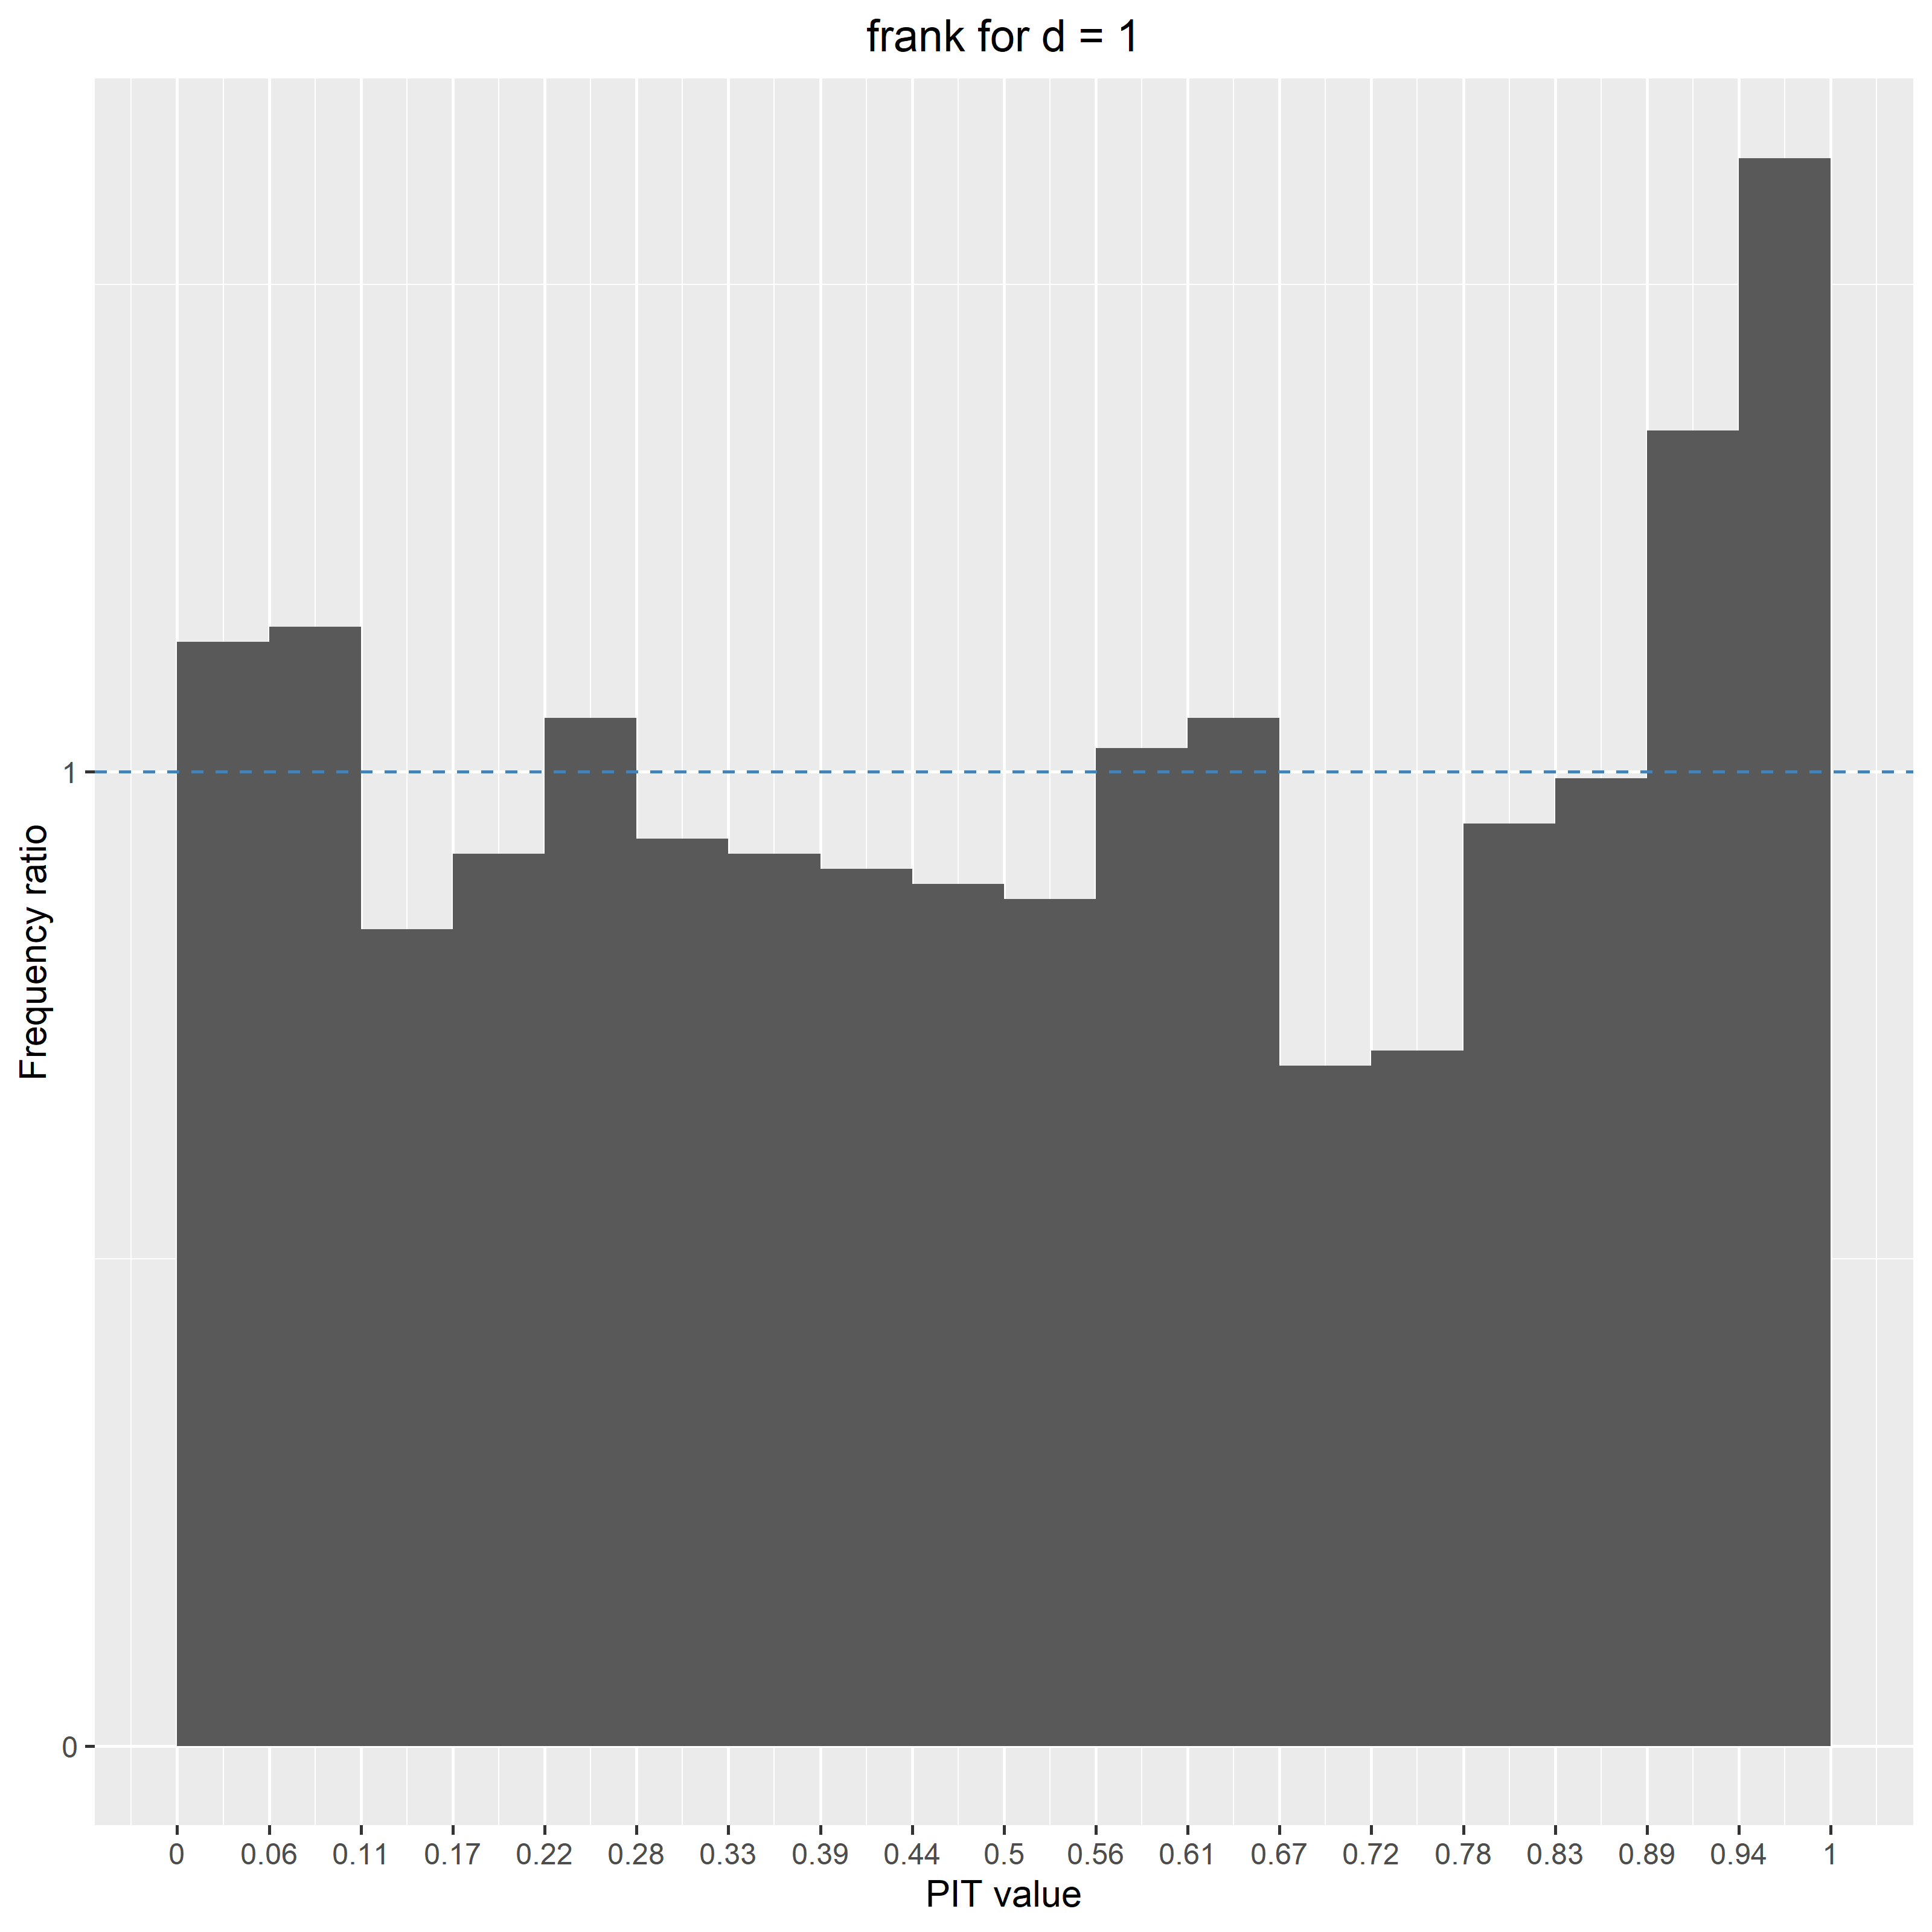 frank for d = 1
Frequency ratio
1
0
0 0.06 0.11 0.17 0.22 0.28 0.33 0.39 0.44 0.5 0.56 0.61 0.67 0.72 0.78 0.83 0.89 0.94 1
PIT value